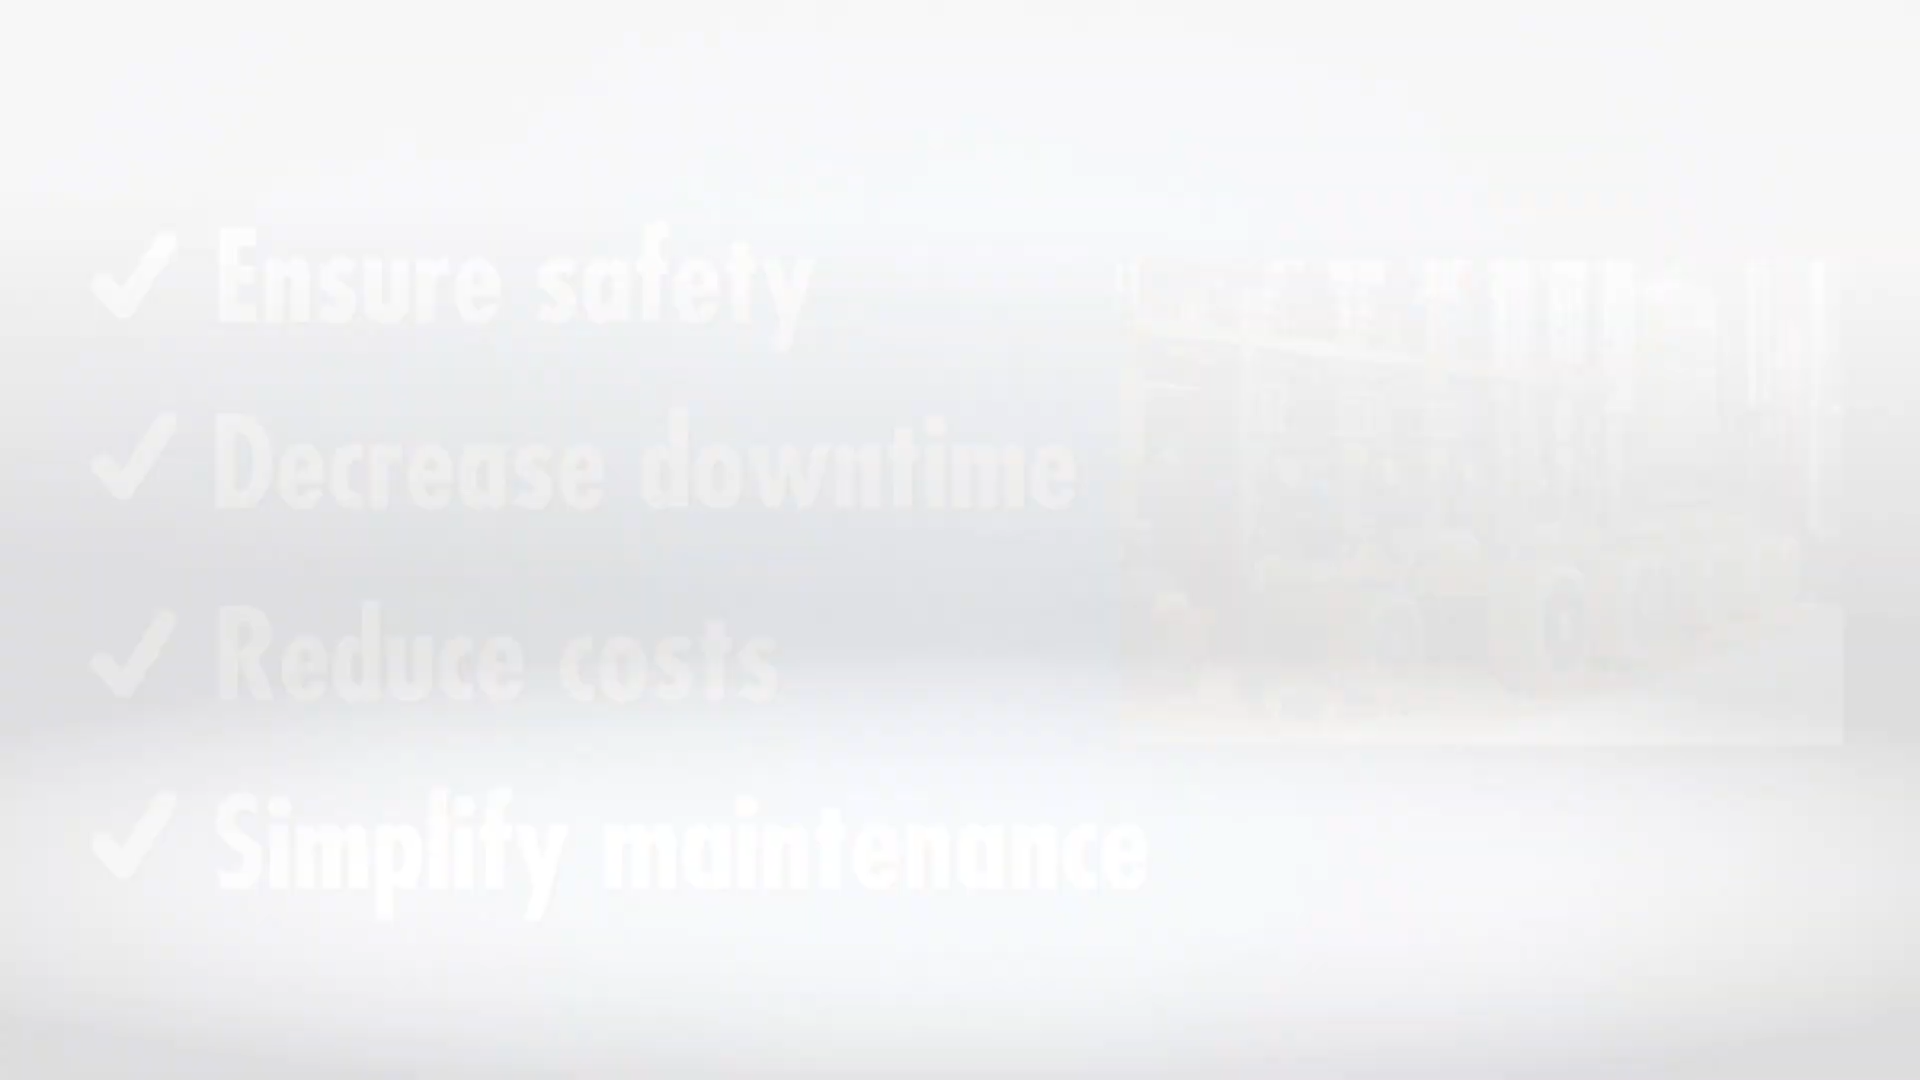 ✓ Ensure safety
✓ Decrease downtime
✓ Reduce costs
✓ Simplify maintenance